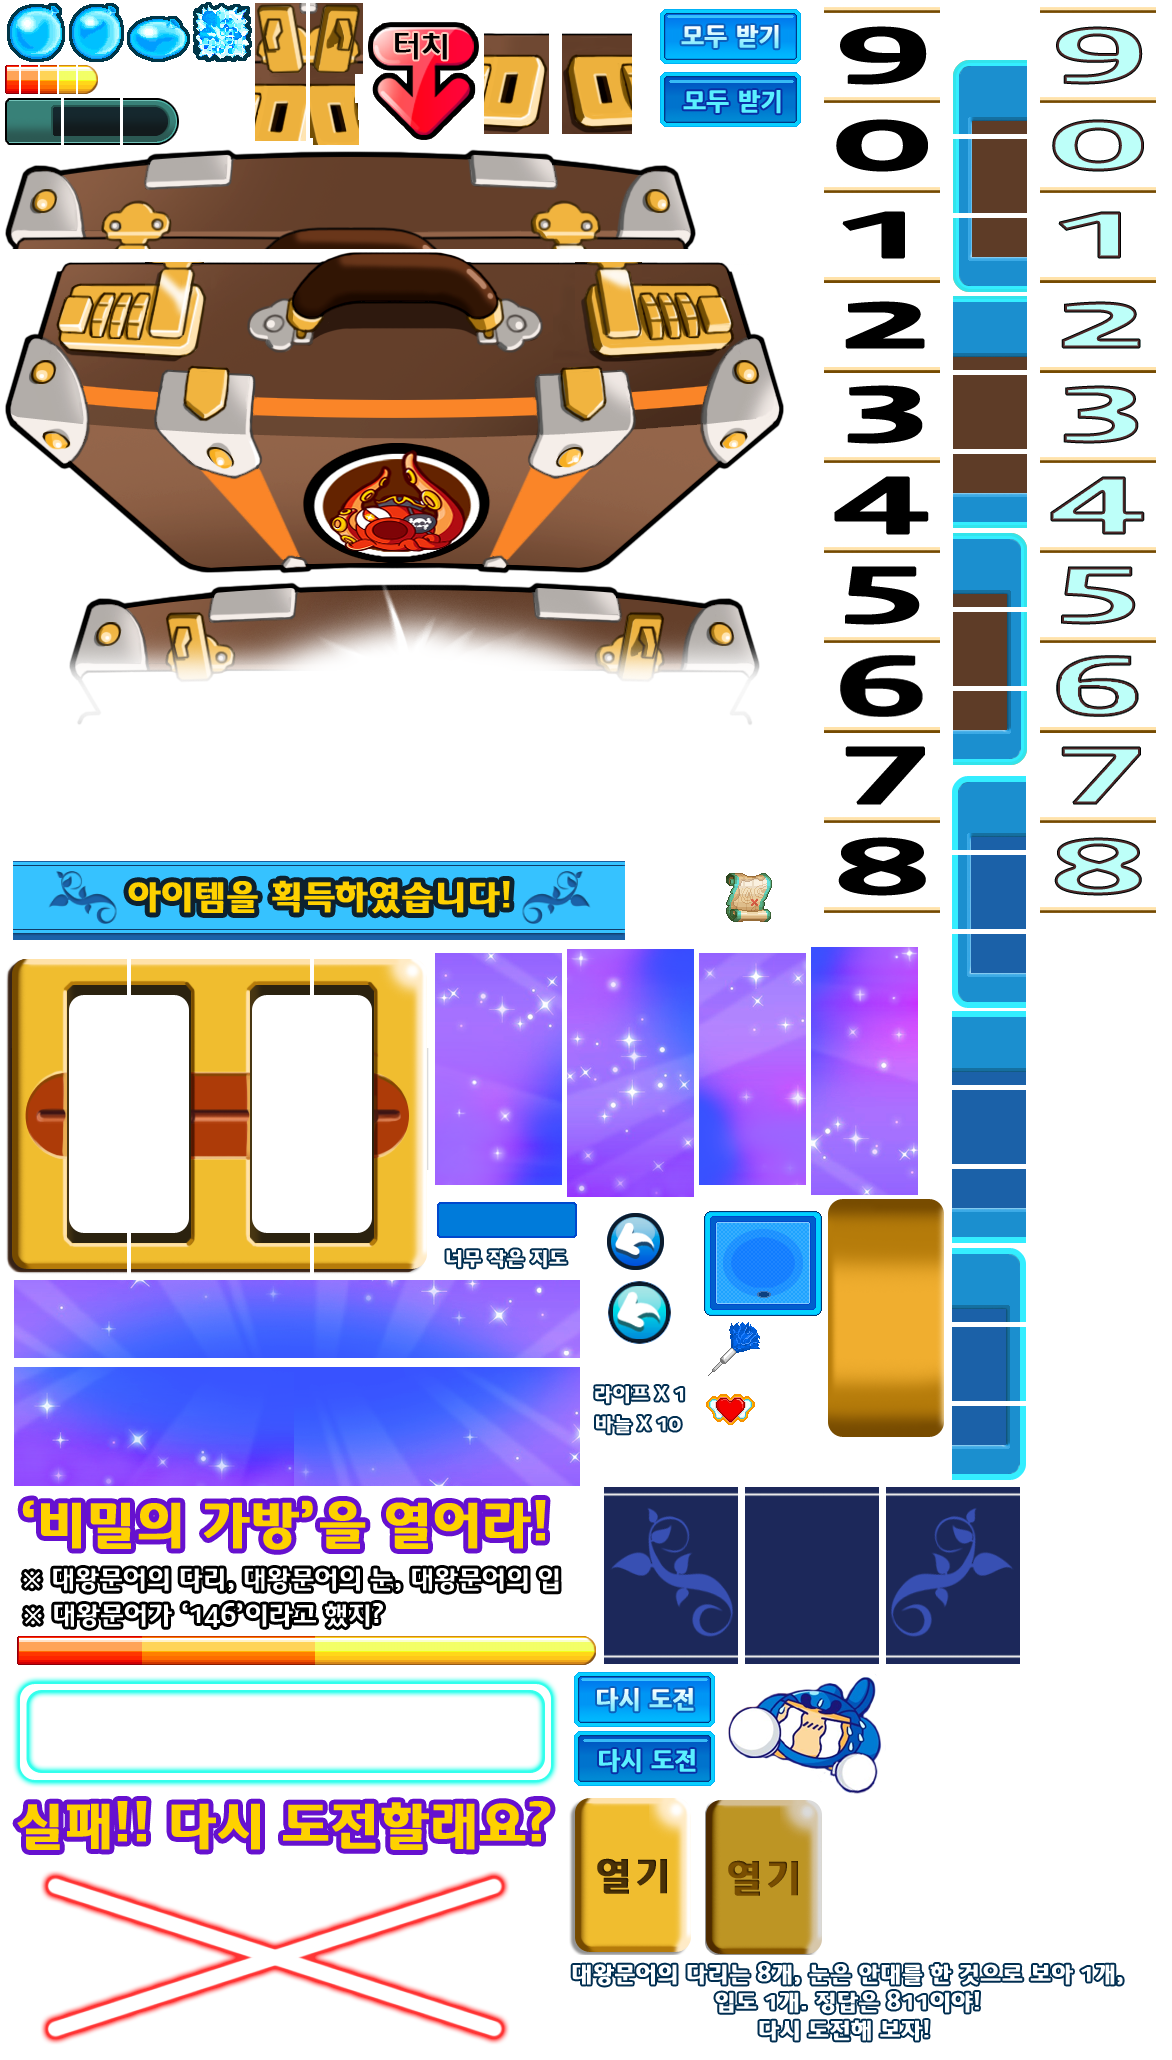 터치
모두 받기
모두 받기
9 9
0 0
1 1
2 2
3 3
4 4
5 5
6 6
7 7
8 8
아이템을 획득하였습니다!
너무 작은 지도
라이프 X 1
바늘 X 10
‘비밀의 가방’을 열어라!
※ 대왕문어의 다리, 대왕문어의 눈, 대왕문어의 입
※ 대왕문어가 ‘146’이라고 했지?
다시 도전
다시 도전
실패!! 다시 도전할래요?
열기
열기
대왕문어의 다리는 8개, 눈은 안대를 한 것으로 보아 1개,
입도 1개. 정답은 811이야!
다시 도전해 보자!